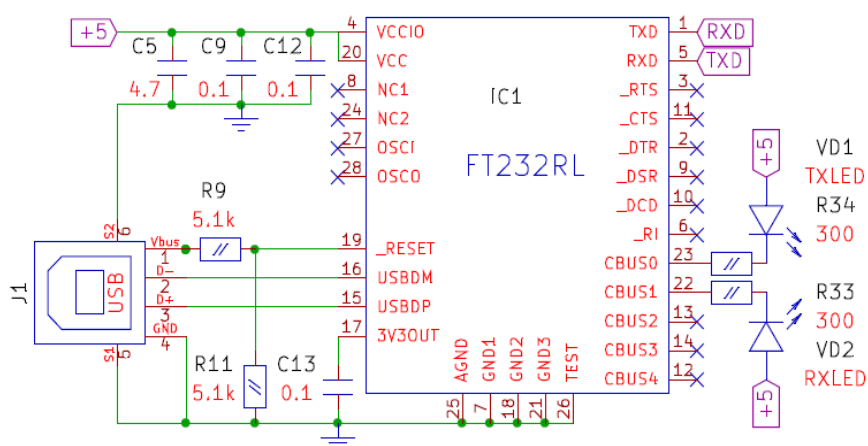 +5
C5
C9
C12
4.7
0.1
0.1
4
VCCIO
20
VCC
8
NC1
24
NC2
27
OSCI
28
OSCO
19
_RESET
16
USBDM
15
USBDP
17
3V3OUT
IC1
FT232RL
TXD
1
RXD
RXD
5
TXD
_RTS
3
_CTS
11
_DTR
2
_DSR
9
_DCD
10
_RI
6
CBUS0
23
CBUS1
22
CBUS2
13
CBUS3
14
CBUS4
12
AGND
GND1
GND2
GND3
TEST
25
7
18
21
26
+5
VD1
TXLED
R34
300
R33
300
VD2
RXLED
+5
R9
5.1k
S2
6
J1
USB
Vbus
1
D-
2
D+
3
GND
4
S1
5
R11
5.1k
C13
0.1